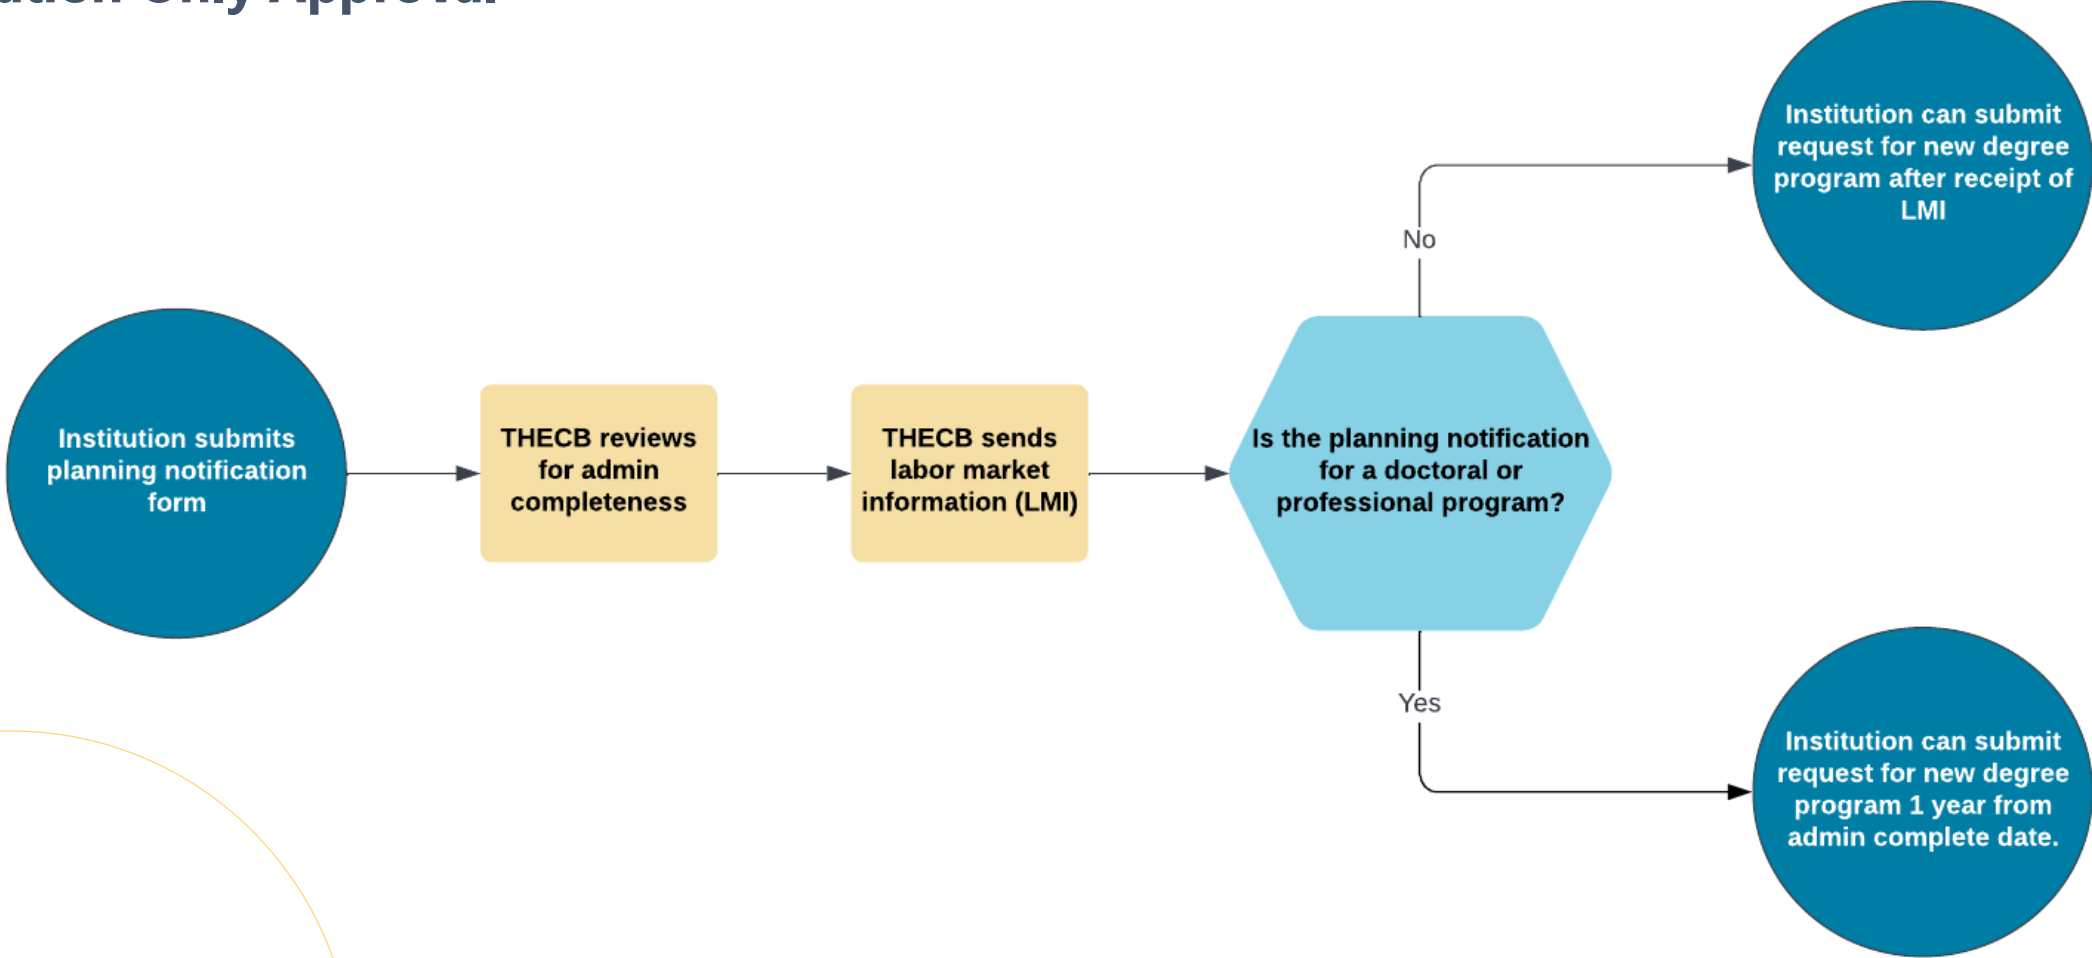 Only Approval
Institution submits
planning notification
form
THECB reviews
for admin
completeness
THECB sends
labor market
information (LMI)
Is the planning notification
for a doctoral or
professional program?
No
Institution can submit
request for new degree
program after receipt of
LMI
Yes
Institution can submit
request for new degree
program 1 year from
admin complete date.